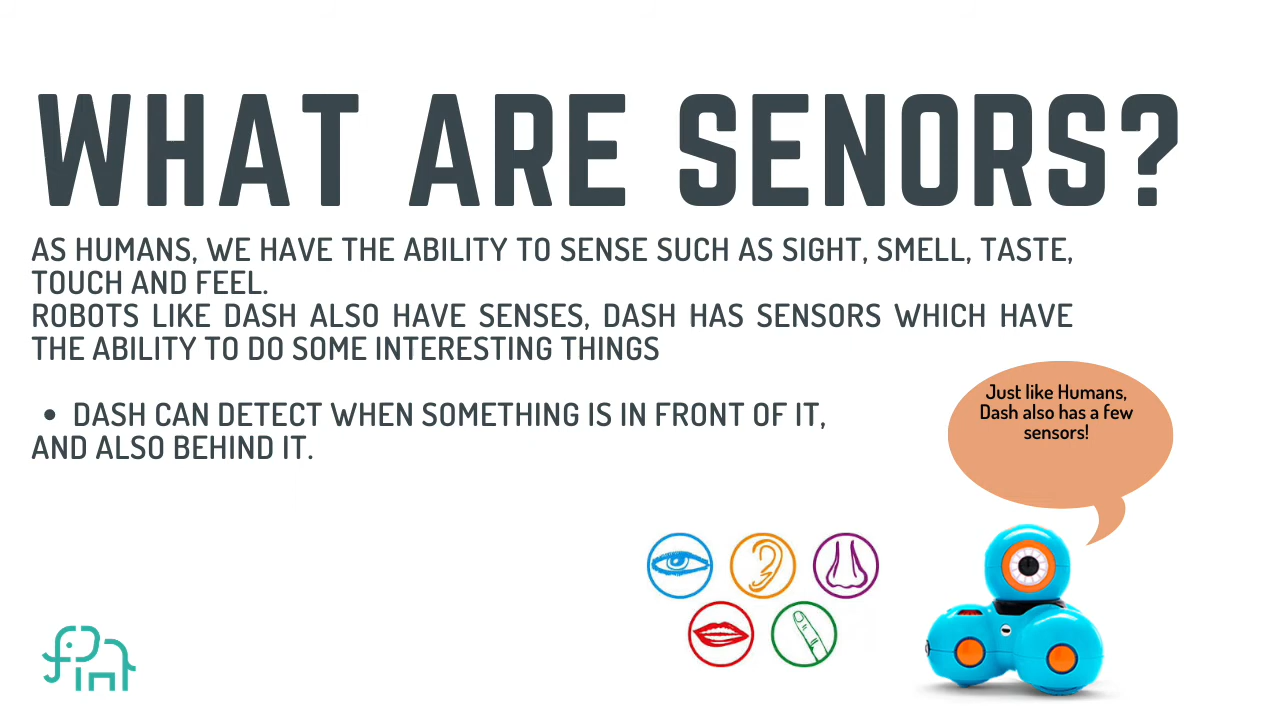 WHAT ARE SENORS?
AS HUMANS, WE HAVE THE ABILITY TO SENSE SUCH AS SIGHT, SMELL, TASTE,
TOUCH AND FEEL.
ROBOTS LIKE DASH ALSO HAVE SENSES, DASH HAS SENSORS WHICH HAVE
THE ABILITY TO DO SOME INTERESTING THINGS
• DASH CAN DETECT WHEN SOMETHING IS IN FRONT OF IT,
AND ALSO BEHIND IT.
Just like Humans,
Dash also has a few
sensors!